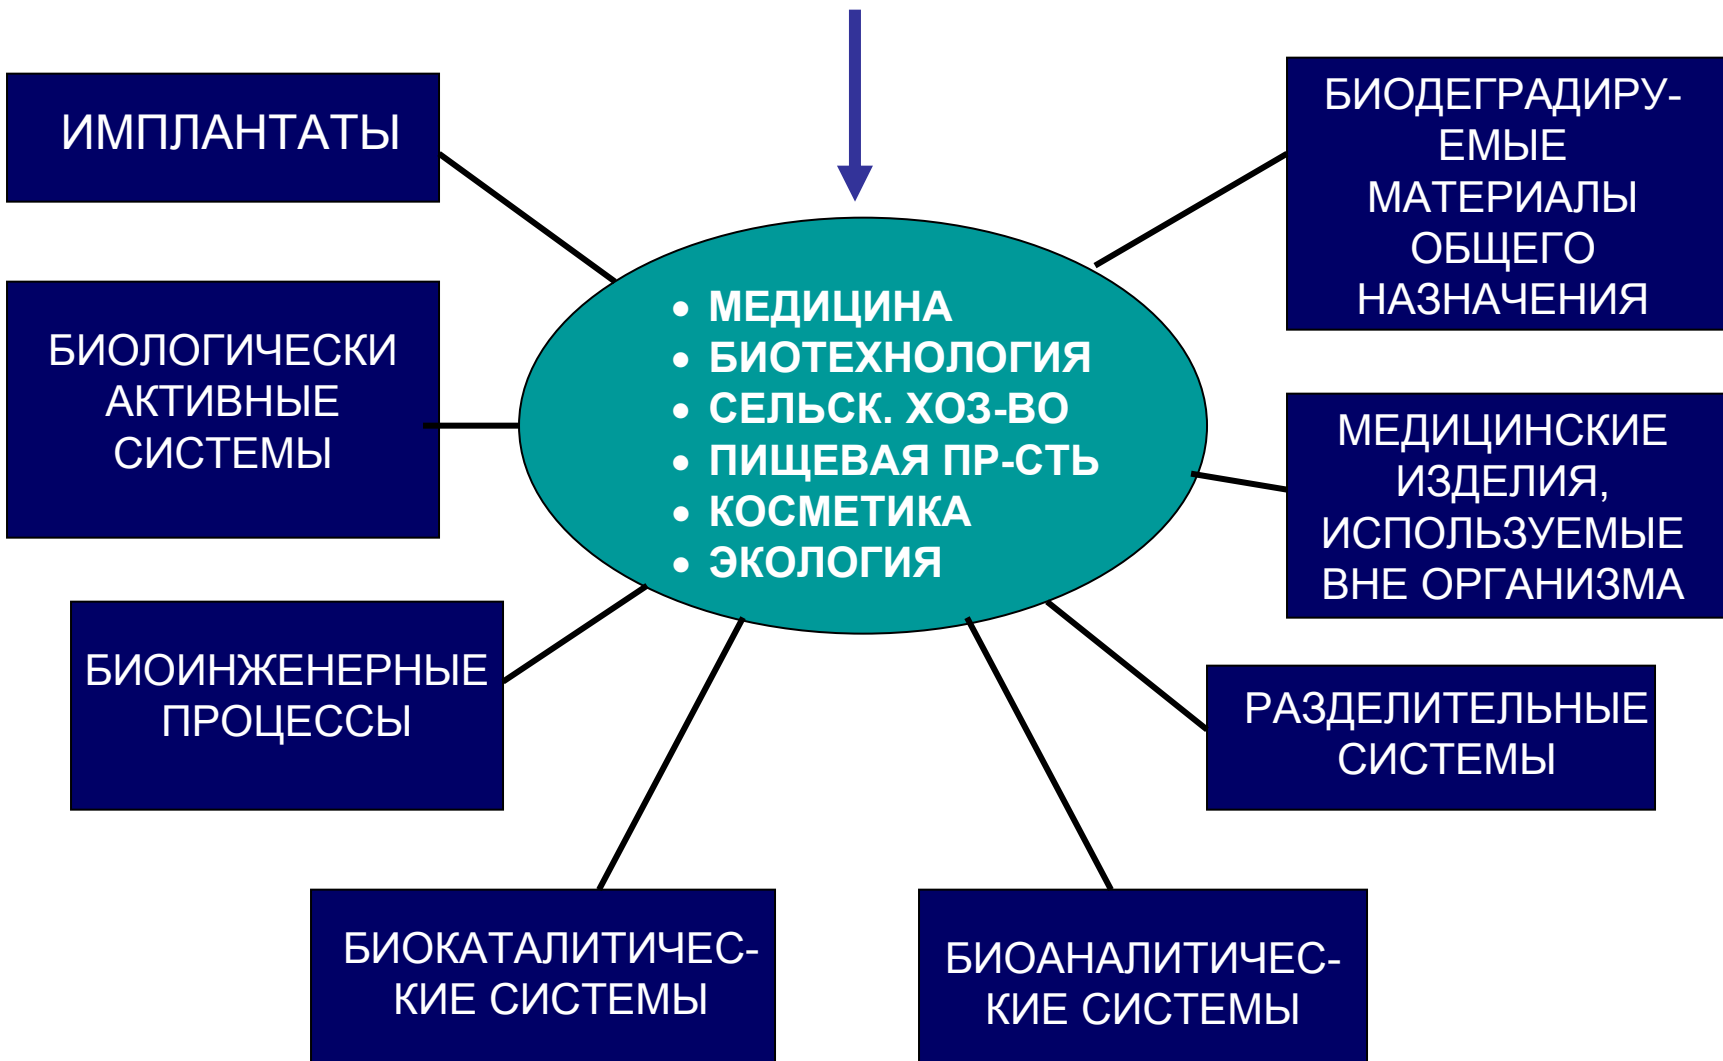 ИМПЛАНТАТЫ
БИОЛОГИЧЕСКИ
АКТИВНЫЕ
СИСТЕМЫ
БИОИНЖЕНЕРНЫЕ
ПРОЦЕССЫ
БИОКАТАЛИТИЧЕС-
КИЕ СИСТЕМЫ
• МЕДИЦИНА
• БИОТЕХНОЛОГИЯ
• СЕЛЬСК. ХОЗ-ВО
• ПИЩЕВАЯ ПР-СТЬ
• КОСМЕТИКА
• ЭКОЛОГИЯ
БИОДЕГРАДИРУ-
ЕМЫЕ
МАТЕРИАЛЫ
ОБЩЕГО
НАЗНАЧЕНИЯ
МЕДИЦИНСКИЕ
ИЗДЕЛИЯ,
ИСПОЛЬЗУЕМЫЕ
ВНЕ ОРГАНИЗМА
РАЗДЕЛИТЕЛЬНЫЕ
СИСТЕМЫ
БИОАНАЛИТИЧЕС-
КИЕ СИСТЕМЫ